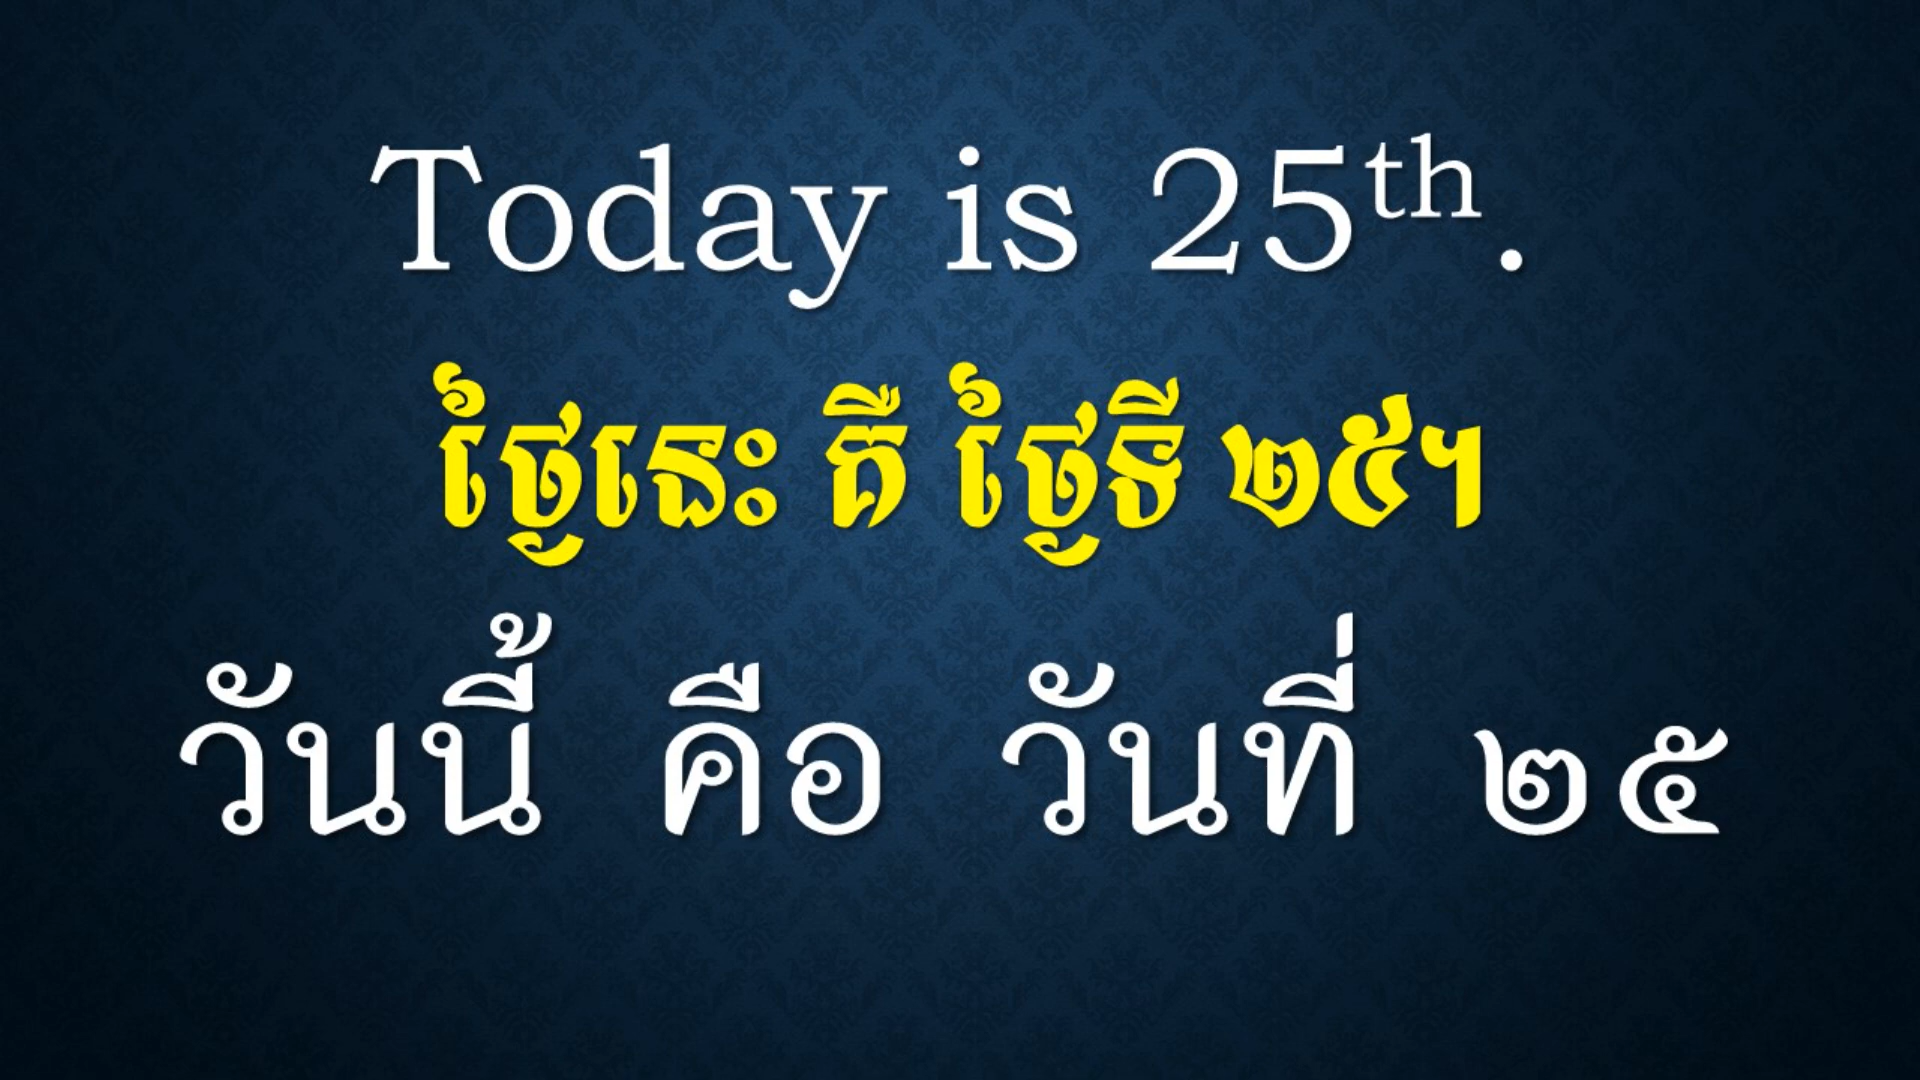 Today is 25th.
ថ្ងៃនេះ គឺ ថ្ងៃទី ២៥។
วันนี้ คือ วันที่ ๒๕